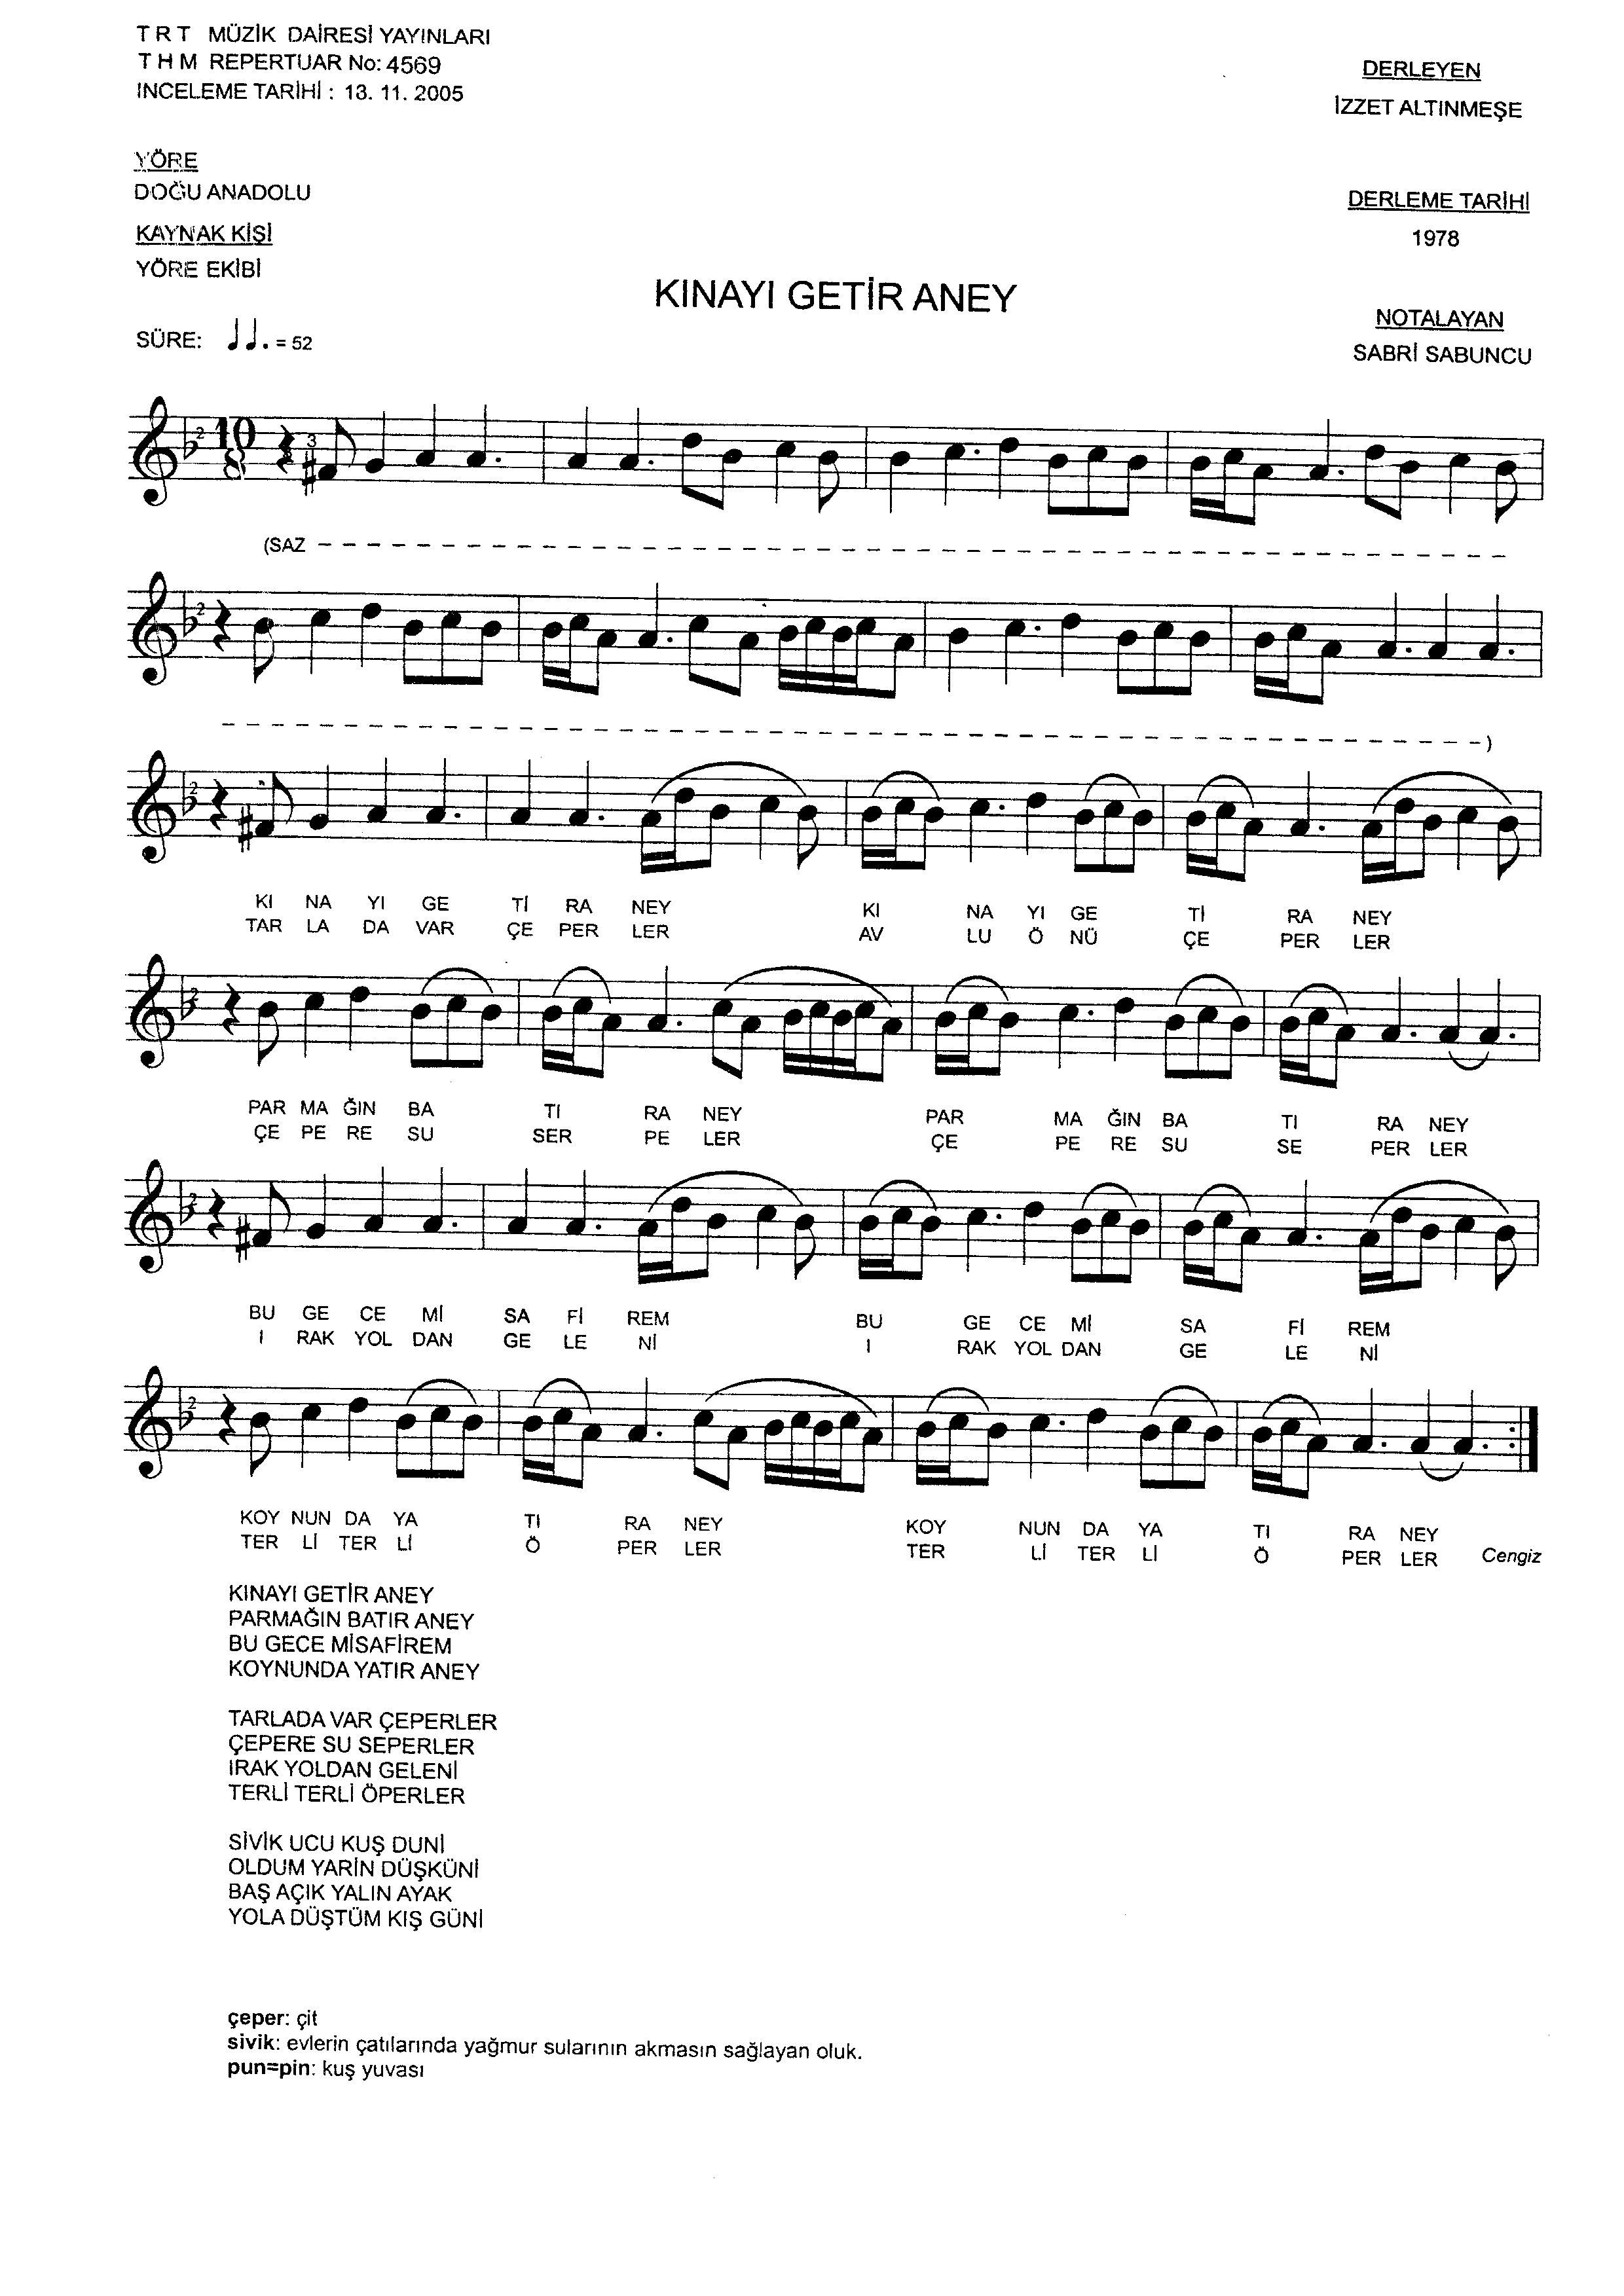 T R T MÜZİK DAİRESİ YAYINLARI
T H M REPERTUAR No: 4569
INCELEME TARİHİ : 13. 11. 2005
DERLEYEN
İZZET ALTINMEŞE
YÖRE
DOĞU ANADOLU
DERLEME TARİHİ
1978
KAYNAK KİŞİ
YÖRE EKİBİ
KINAYI GETİR ANEY
NOTALAYAN
SABRİ SABUNCU
SÜRE: = 52
2 10 8 3
(SAZ
2
)
2
KI NA YI GE Tİ RA NEY KI NA YI GE Tİ RA NEY
TAR LA DA VAR ÇE PER LER AV LU Ö NÜ ÇE PER LER
2
PAR MA ĞIN BA TI RA NEY PAR MA ĞIN BA TI RA NEY
ÇE PE RE SU SER PE LER ÇE PE RE SU SE PER LER
2
BU GE CE Mİ SA Fİ REM BU GE CE Mİ SA Fİ REM
I RAK YOL DAN GE LE Nİ I RAK YOL DAN GE LE Nİ
2
KOY NUN DA YA TI RA NEY KOY NUN DA YA TI RA NEY
TER Lİ TER Lİ Ö PER LER TER Lİ TER Lİ Ö PER LER Cengiz
KINAYI GETİR ANEY
PARMAĞIN BATIR ANEY
BU GECE MİSAFİREM
KOYNUNDA YATIR ANEY
TARLADA VAR ÇEPERLER
ÇEPERE SU SEPERLER
IRAK YOLDAN GELENİ
TERLİ TERLİ ÖPERLER
SİVİK UCU KUŞ DUNİ
OLDUM YARİN DÜŞKÜNİ
BAŞ AÇIK YALIN AYAK
YOLA DÜŞTÜM KIŞ GÜNİ
çeper: çit
sivik: evlerin çatılarında yağmur sularının akmasın sağlayan oluk.
pun=pin: kuş yuvası